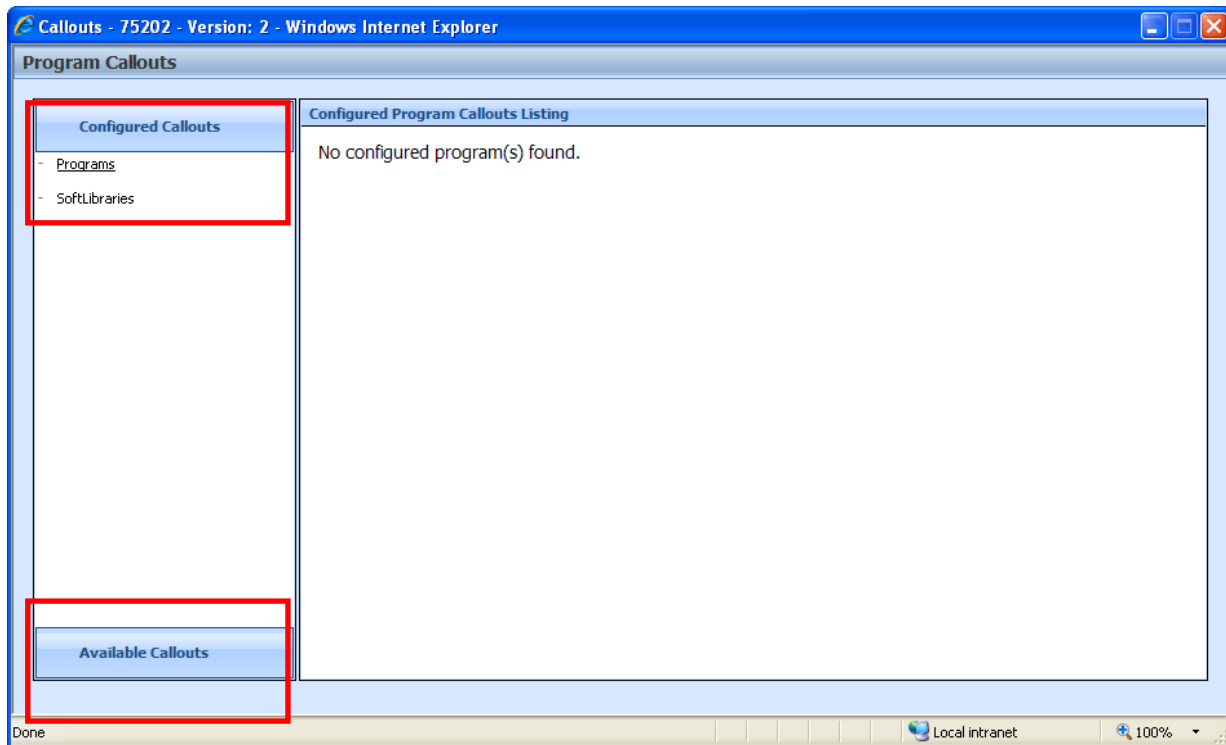 Callouts - 75202 - Version: 2 - Windows Internet Explorer
Program Callouts
Configured Callouts
- Programs
- SoftLibraries
Configured Program Callouts Listing
No configured program(s) found.
Available Callouts
Done
Local intranet
100%